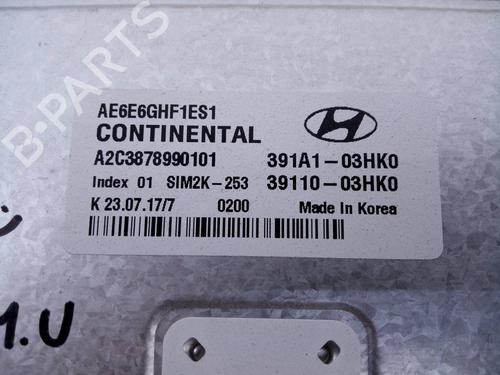 B-PARTS
AE6E6GHF1ES1
CONTINENTAL
A2C3878990101 391A1-03HK0
Index 01 SIM2K-253 39110-03HK0
K 23.07.17/7 0200 Made In Korea
1.U